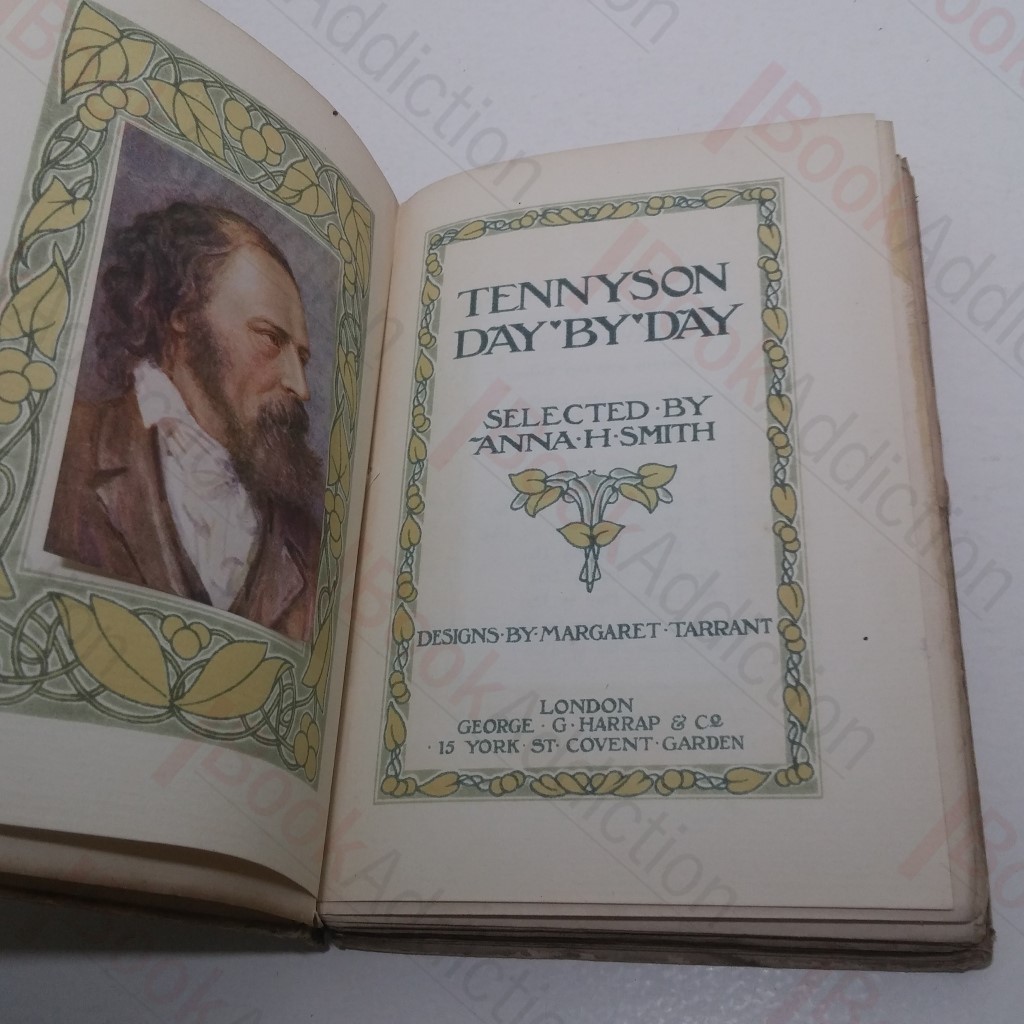 TENNYSON
DAY·BY·DAY
SELECTED·BY
ANNA·H·SMITH
DESIGNS·BY·MARGARET·TARRANT
LONDON
GEORGE·G·HARRAP & Co
·15 YORK·ST·COVENT·GARDEN
BookAddiction